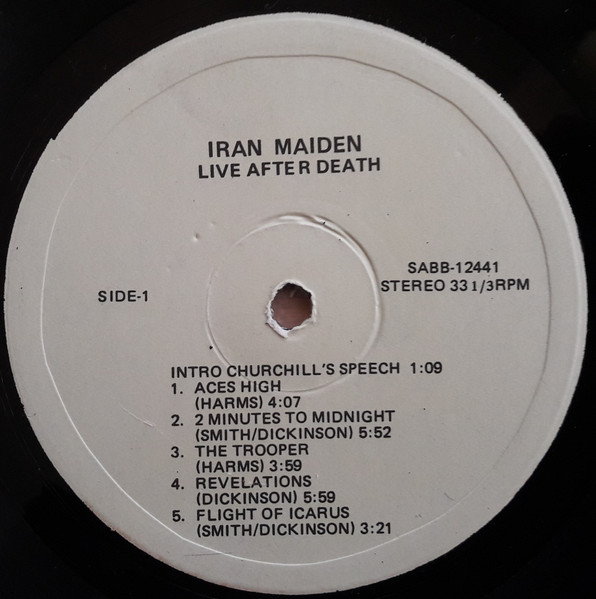 IRAN MAIDEN
LIVE AFTER DEATH
SIDE-1
SABB-12441
STEREO 33 1/3RPM
INTRO CHURCHILL'S SPEECH 1:09
1. ACES HIGH
(HARMS) 4:07
2. 2 MINUTES TO MIDNIGHT
(SMITH/DICKINSON) 5:52
3. THE TROOPER
(HARMS) 3:59
4. REVELATIONS
(DICKINSON) 5:59
5. FLIGHT OF ICARUS
(SMITH/DICKINSON) 3:21